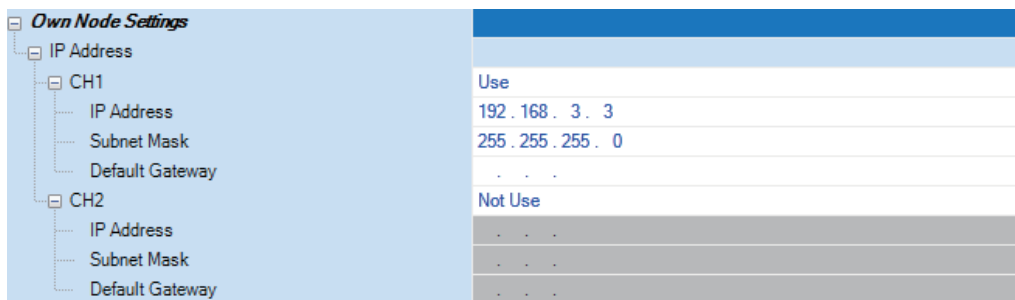 Own Node Settings
IP Address
CH1 Use
IP Address 192 . 168 . 3 . 3
Subnet Mask 255 . 255 . 255 . 0
Default Gateway . . .
CH2 Not Use
IP Address . . .
Subnet Mask . . .
Default Gateway . . .